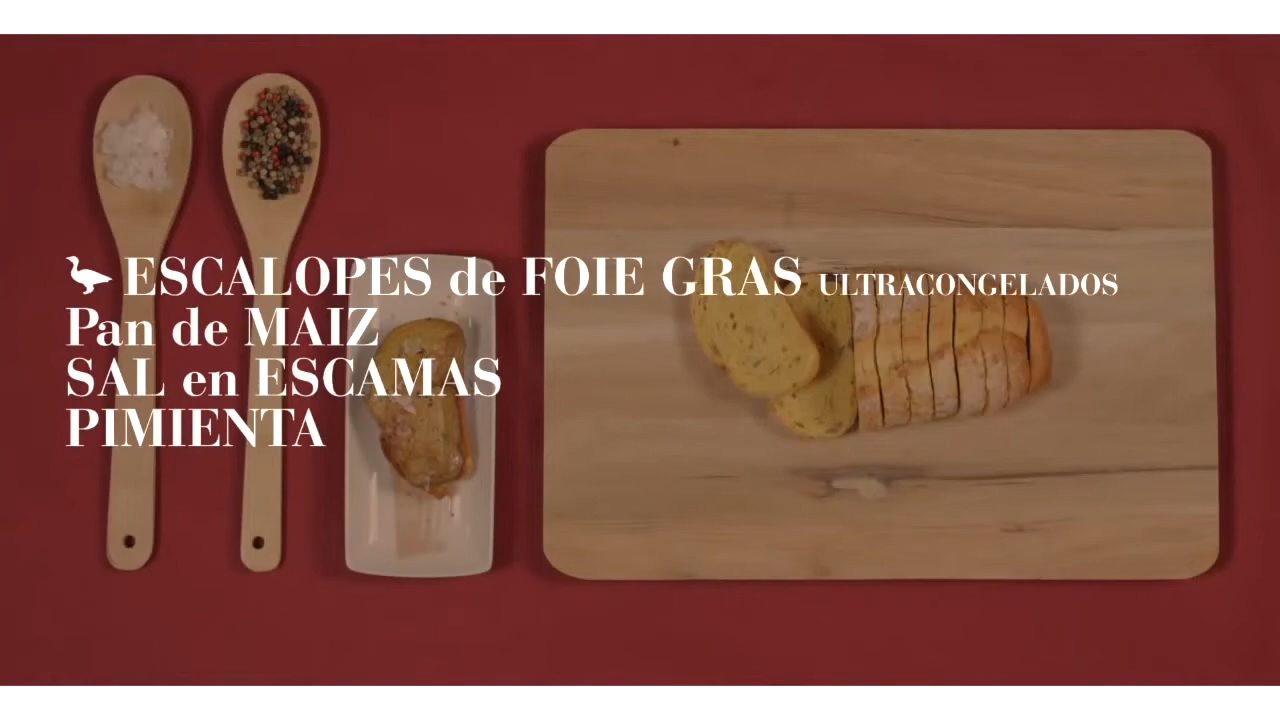 ESCALOPES de FOIE GRAS ULTRACONGELADOS
Pan de MAIZ
SAL en ESCAMAS
PIMIENTA